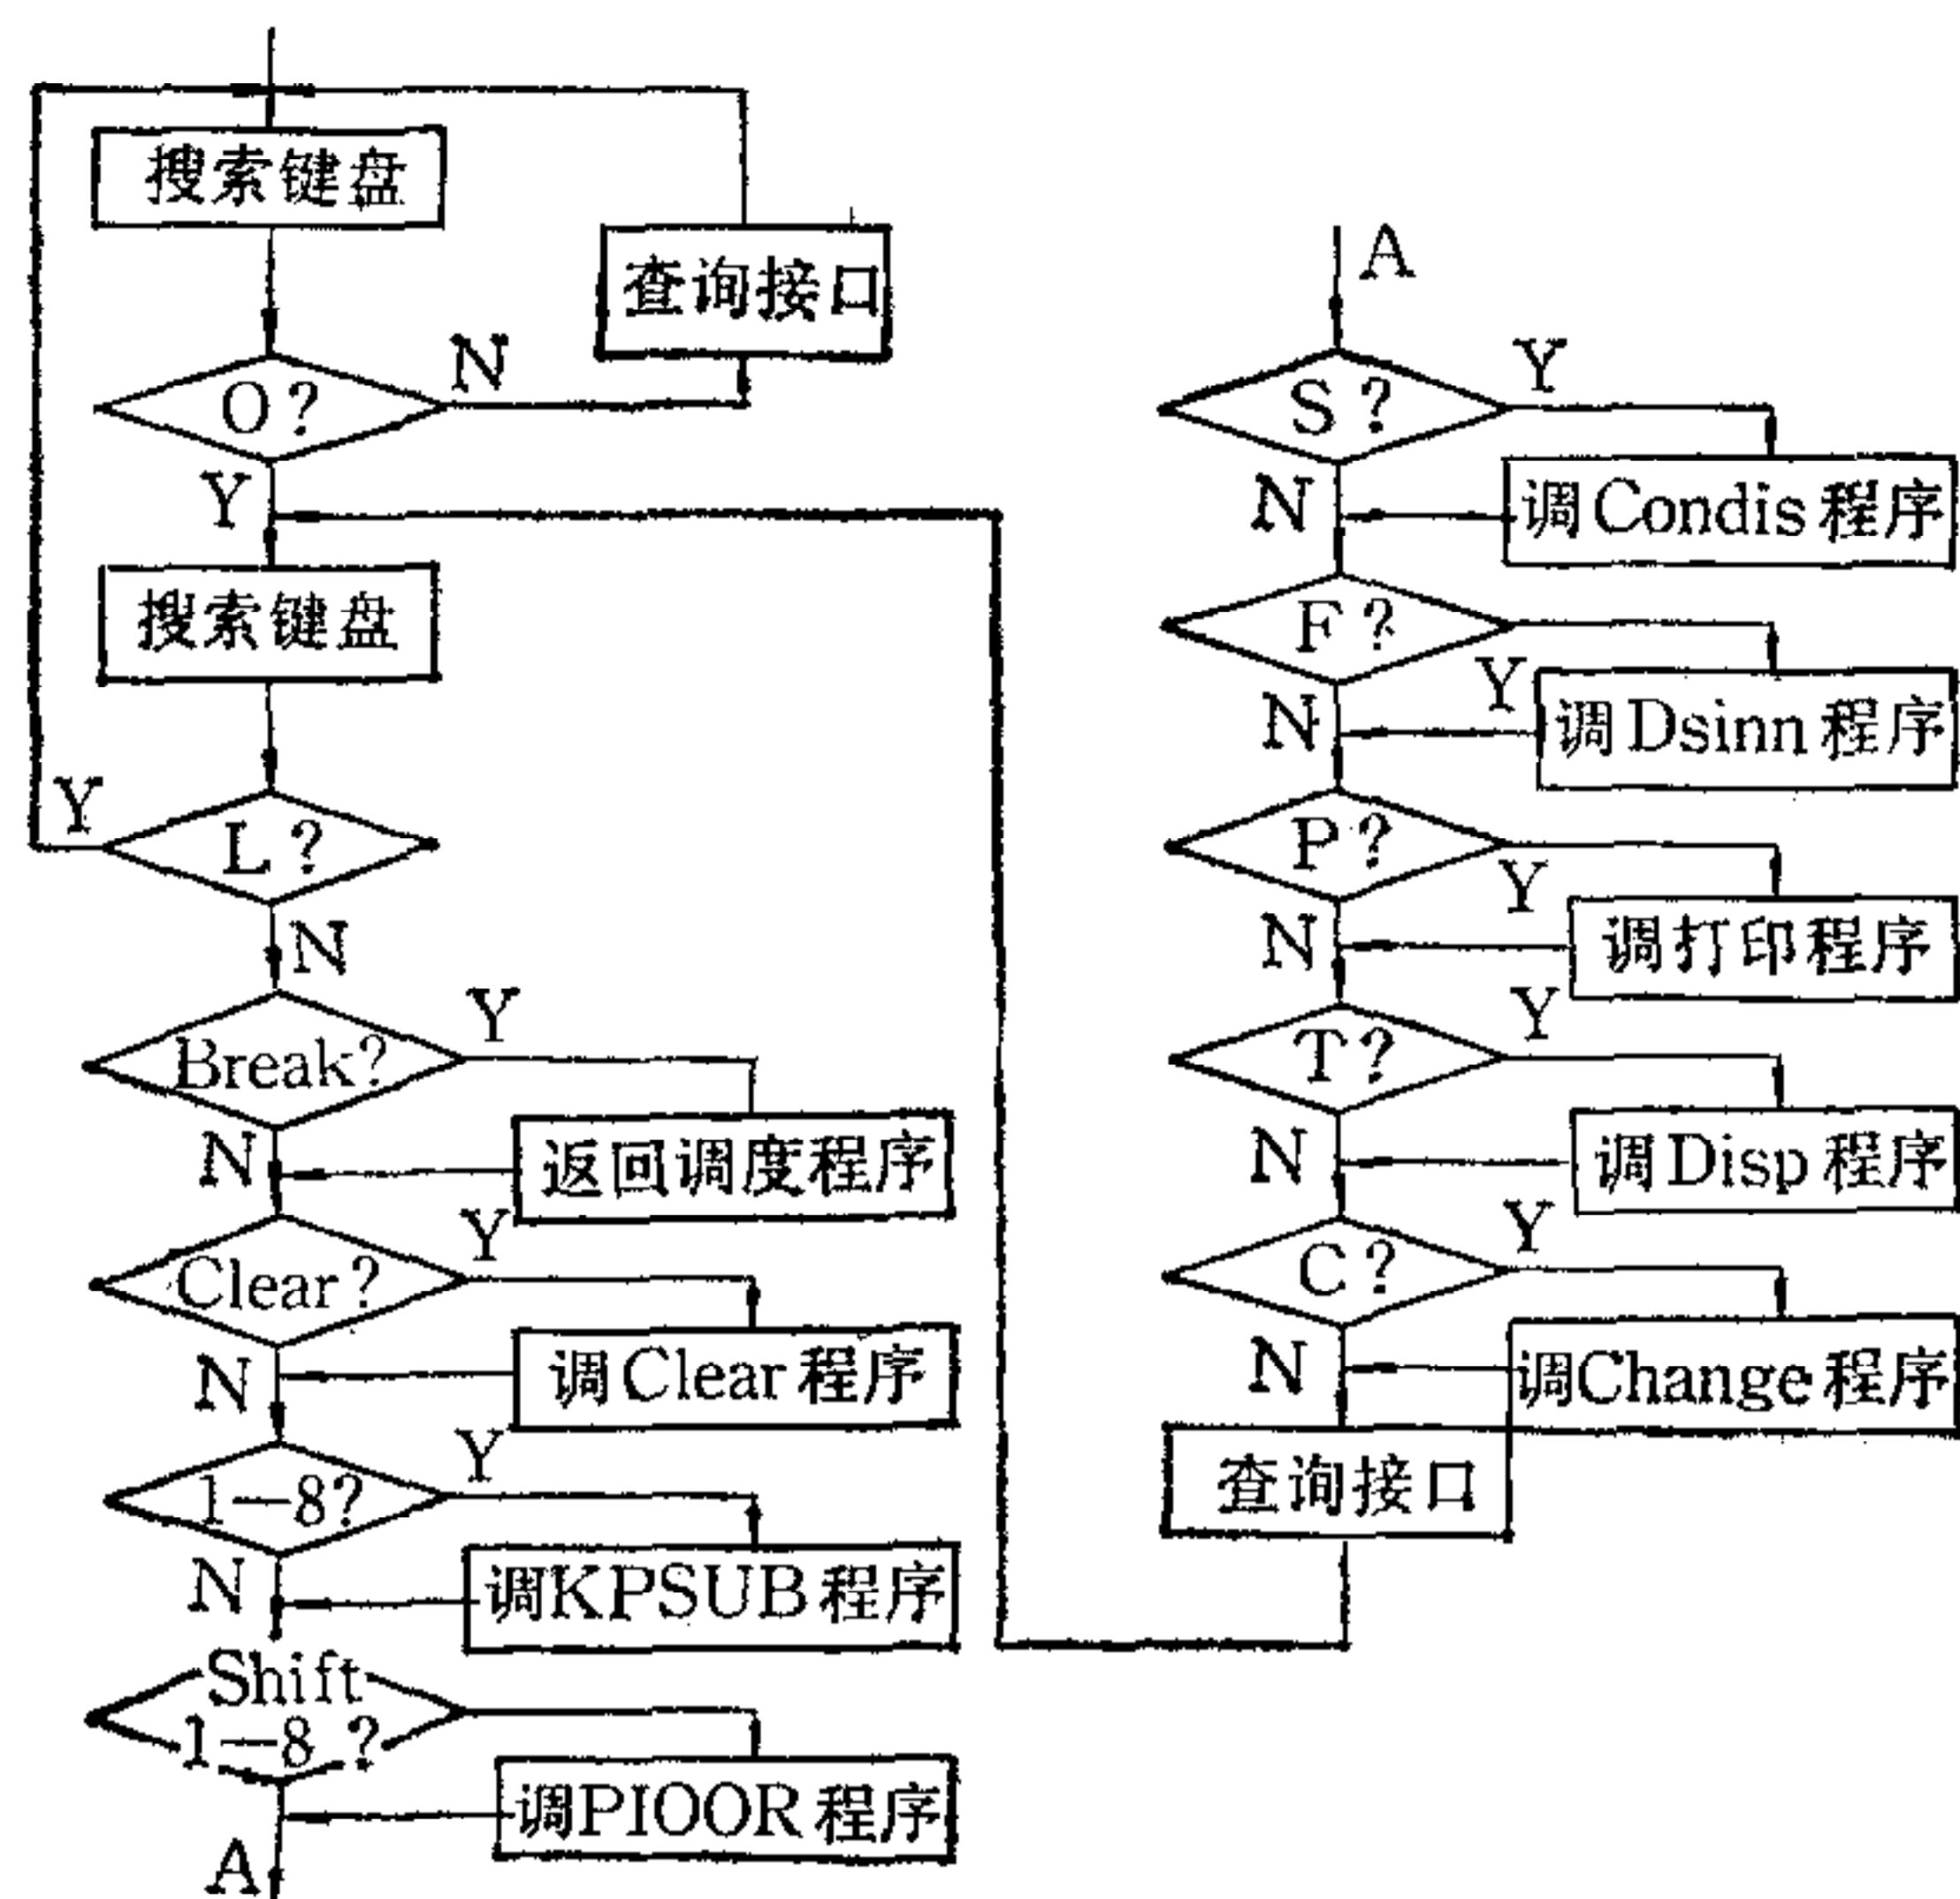 搜索键盘
查询接口
O?
N
Y
搜索键盘
L?
Y
N
Break?
Y
N
返回调度程序
Clear?
Y
N
调Clear程序
1—8?
Y
N
调KPSUB程序
Shift
1—8?
调PIOOR程序
A
A
S?
Y
N
调Condis程序
F?
Y
N
调Dsinn程序
P?
Y
N
调打印程序
T?
Y
N
调Disp程序
C?
Y
N
调Change程序
查询接口